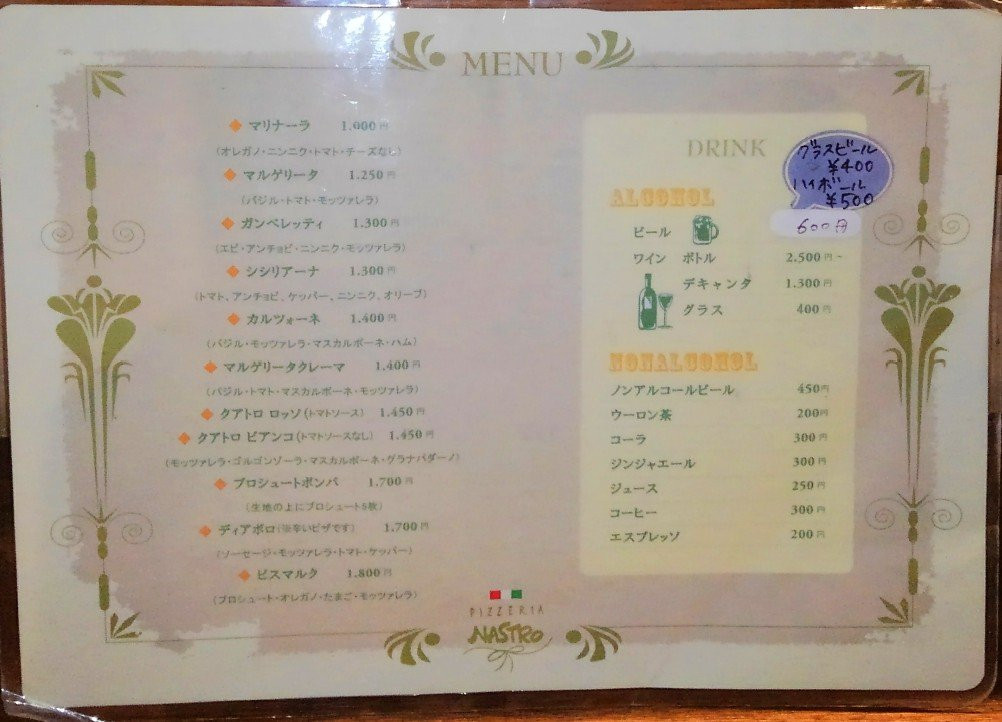 MENU
◆ マリナーラ 1.000円
(オレガノ・ニンニク・トマト・チーズなし)
◆ マルゲリータ 1.250円
(バジル・トマト・モッツァレラ)
◆ ガンベレッティ 1.300円
(エビ・アンチョビ・ニンニク・モッツァレラ)
◆ シシリアーナ 1.300円
(トマト、アンチョビ、ケッパー、ニンニク、オリーブ)
◆ カルツォーネ 1.400円
(バジル・モッツァレラ・マスカルポーネ・ハム)
◆ マルゲリータクレーマ 1.400円
(バジル・トマト・マスカルポーネ・モッツァレラ)
◆ クアトロ ロッソ(トマトソース) 1.450円
◆ クアトロ ビアンコ(トマトソースなし) 1.450円
(モッツァレラ・ゴルゴンゾーラ・マスカルポーネ・グラナパダーノ)
◆ プロシュートボンバ 1.700円
(生地の上にプロシュート5枚)
◆ ディアボロ(※辛いピザです) 1.700円
(ソーセージ・モッツァレラ・トマト・ケッパー)
◆ ビスマルク 1.800円
(プロシュート・オレガノ・たまご・モッツァレラ)
DRINK
グラスビール
¥400
ハイボール
¥500
ALCOHOL
ビール 600円
ワイン ボトル 2.500円~
デキャンタ 1.300円
グラス 400円
NONALCOHOL
ノンアルコールビール 450円
ウーロン茶 200円
コーラ 300円
ジンジャエール 300円
ジュース 250円
コーヒー 300円
エスプレッソ 200円
PIZZERIA
NASTRO